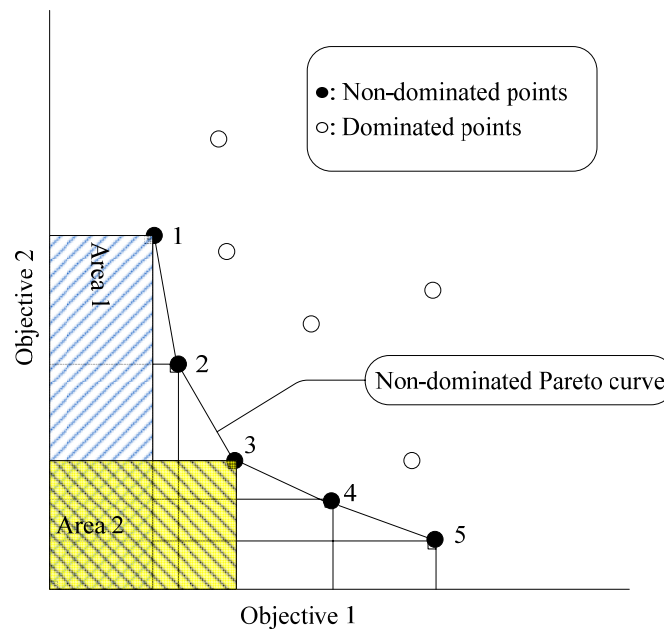 ●: Non-dominated points
○: Dominated points
1
Area 1
Objective 2
2
Non-dominated Pareto curve
3
4
Area 2
5
Objective 1